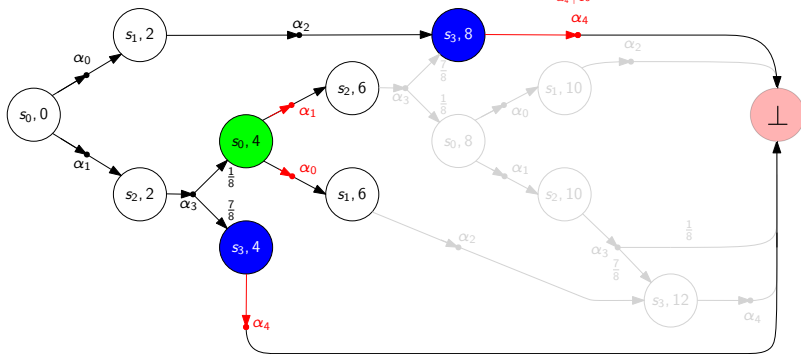 α₄
s₁, 2
α₂
s₃, 8
α₂
α₀
s₂, 6
α₃
7/8
s₁, 10
s₀, 0
α₁
1/8
α₀
⊥
α₁
s₀, 4
α₀
s₀, 8
α₁
s₂, 2
α₃
1/8
s₁, 6
s₂, 10
7/8
α₂
α₃
1/8
s₃, 4
7/8
s₃, 12
α₄
α₄